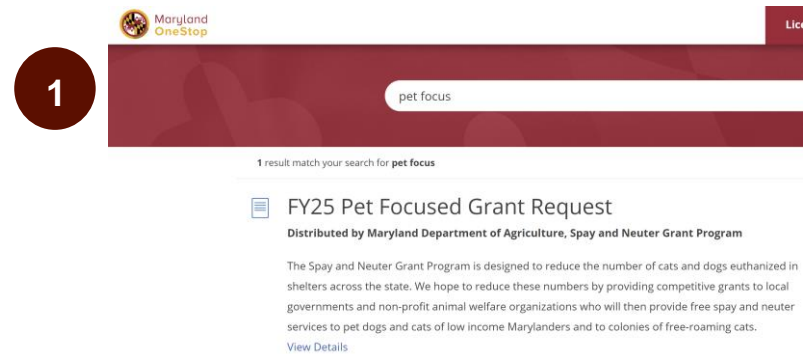 Maryland
OneStop
Lice
1
pet focus
1 result match your search for pet focus
FY25 Pet Focused Grant Request
Distributed by Maryland Department of Agriculture, Spay and Neuter Grant Program
The Spay and Neuter Grant Program is designed to reduce the number of cats and dogs euthanized in
shelters across the state. We hope to reduce these numbers by providing competitive grants to local
governments and non-profit animal welfare organizations who will then provide free spay and neuter
services to pet dogs and cats of low income Marylanders and to colonies of free-roaming cats.
View Details